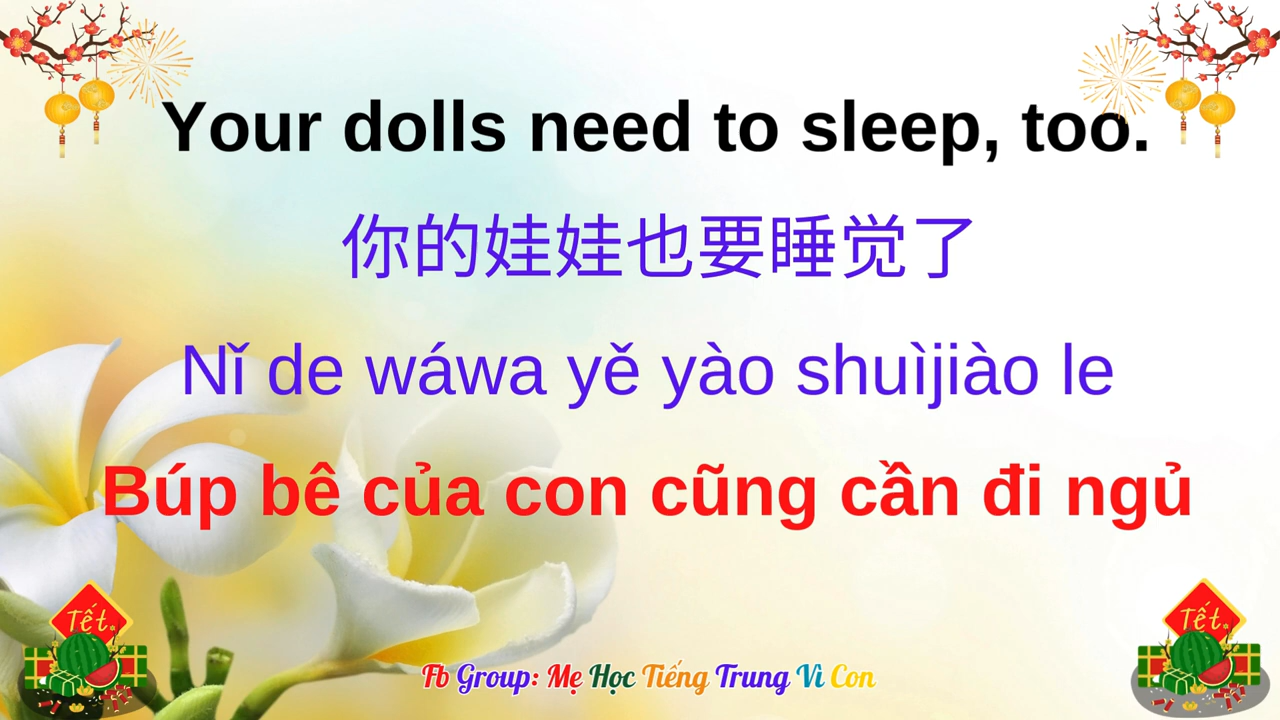 Your dolls need to sleep, too.
你的娃娃也要睡觉了
Nǐ de wáwa yě yào shuìjiào le
Búp bê của con cũng cần đi ngủ
Tết
Tết
Fb Group: Mẹ Học Tiếng Trung Vì Con